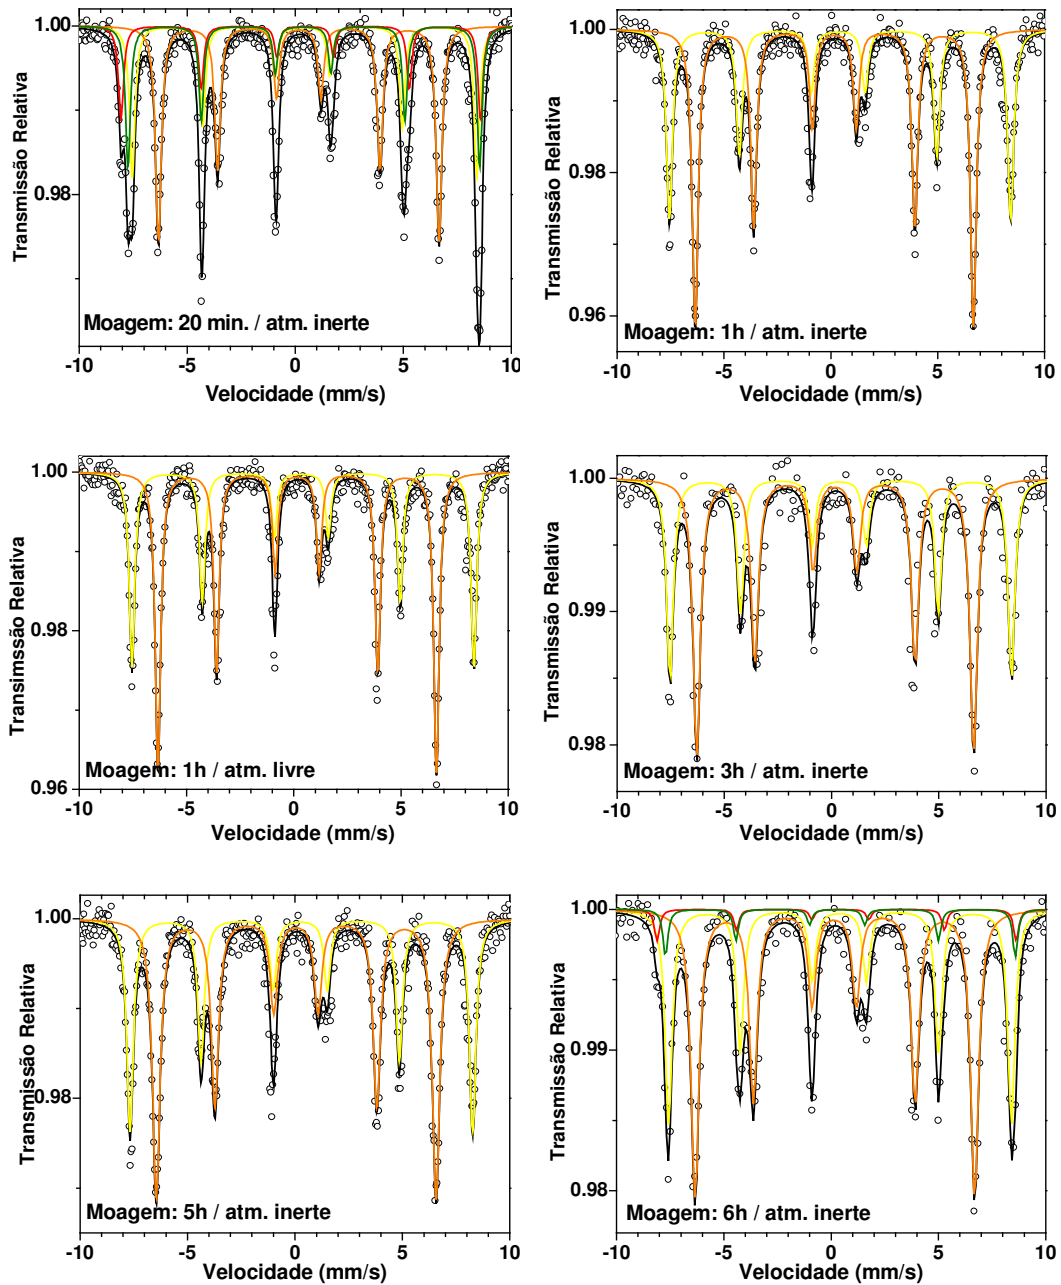 1.00
0.98
Transmissão Relativa
Moagem: 20 min. / atm. inerte
-10 -5 0 5 10
Velocidade (mm/s)
1.00
0.98
0.96
Transmissão Relativa
Moagem: 1h / atm. inerte
-10 -5 0 5 10
Velocidade (mm/s)
1.00
0.98
0.96
Transimssão Relativa
Moagem: 1h / atm. livre
-10 -5 0 5 10
Velocidade (mm/s)
1.00
0.99
0.98
Transmissão Relativa
Moagem: 3h / atm. inerte
-10 -5 0 5 10
Velocidade (mm/s)
1.00
0.98
Transmissão Relativa
Moagem: 5h / atm. inerte
-10 -5 0 5 10
Velocidade (mm/s)
1.00
0.99
0.98
Transmissão Relativa
Moagem: 6h / atm. inerte
-10 -5 0 5 10
Velocidade (mm/s)